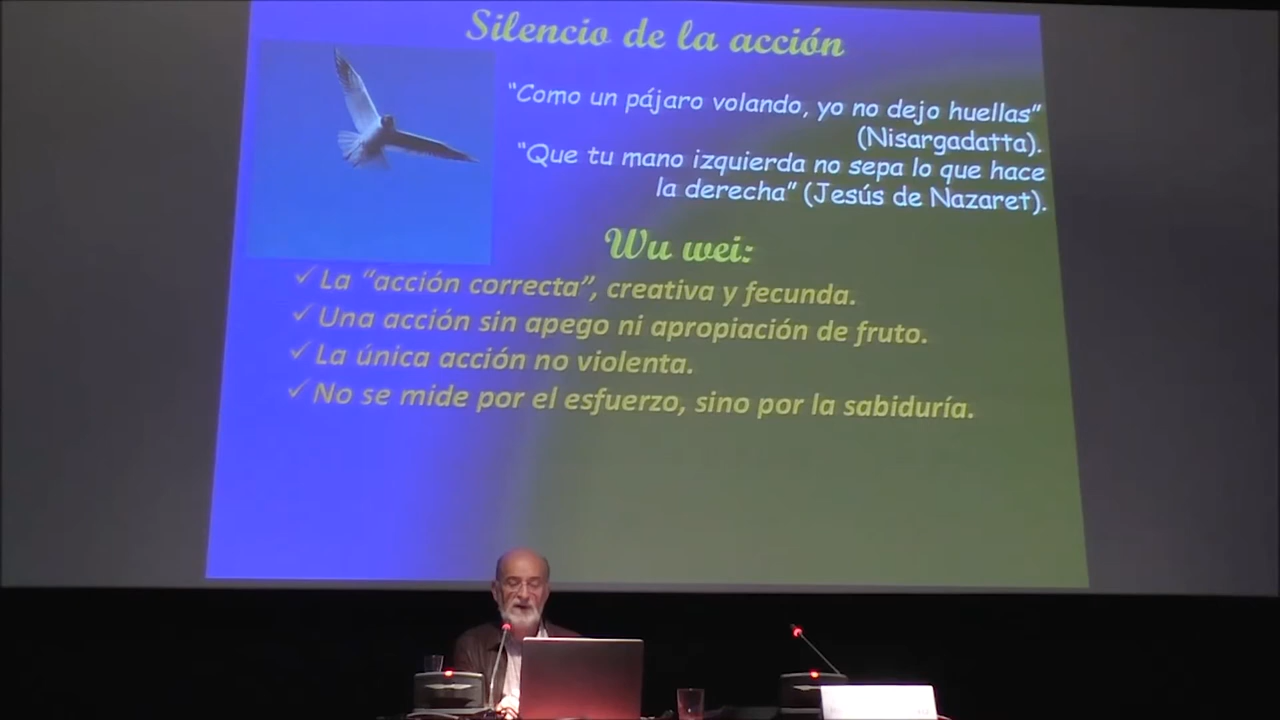 Silencio de la acción
"Como un pájaro volando, yo no dejo huellas"
(Nisargadatta).
"Que tu mano izquierda no sepa lo que hace
la derecha" (Jesús de Nazaret).
Wu wei:
✓ La "acción correcta", creativa y fecunda.
✓ Una acción sin apego ni apropiación de fruto.
✓ La única acción no violenta.
✓ No se mide por el esfuerzo, sino por la sabiduría.